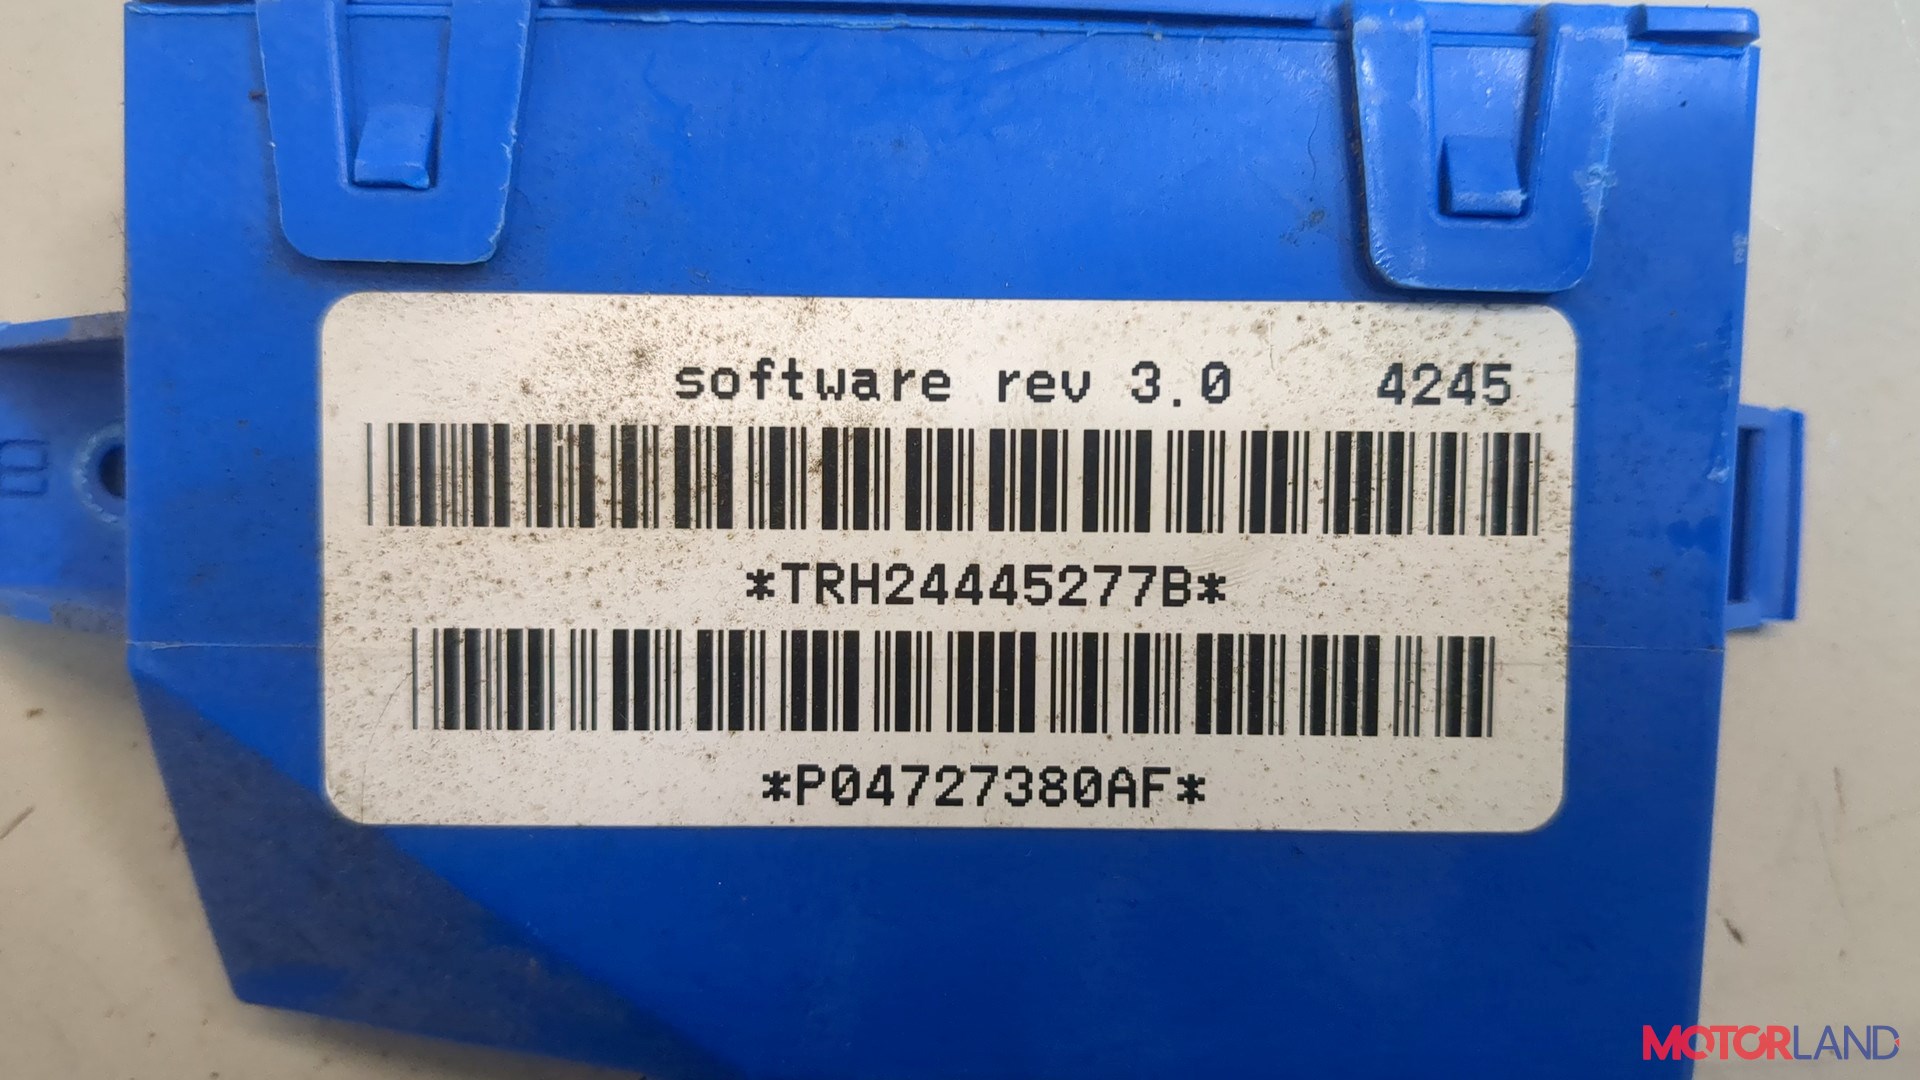 software rev 3.0 4245
*TRH24445277B*
*P04727380AF*
MOTORLAND